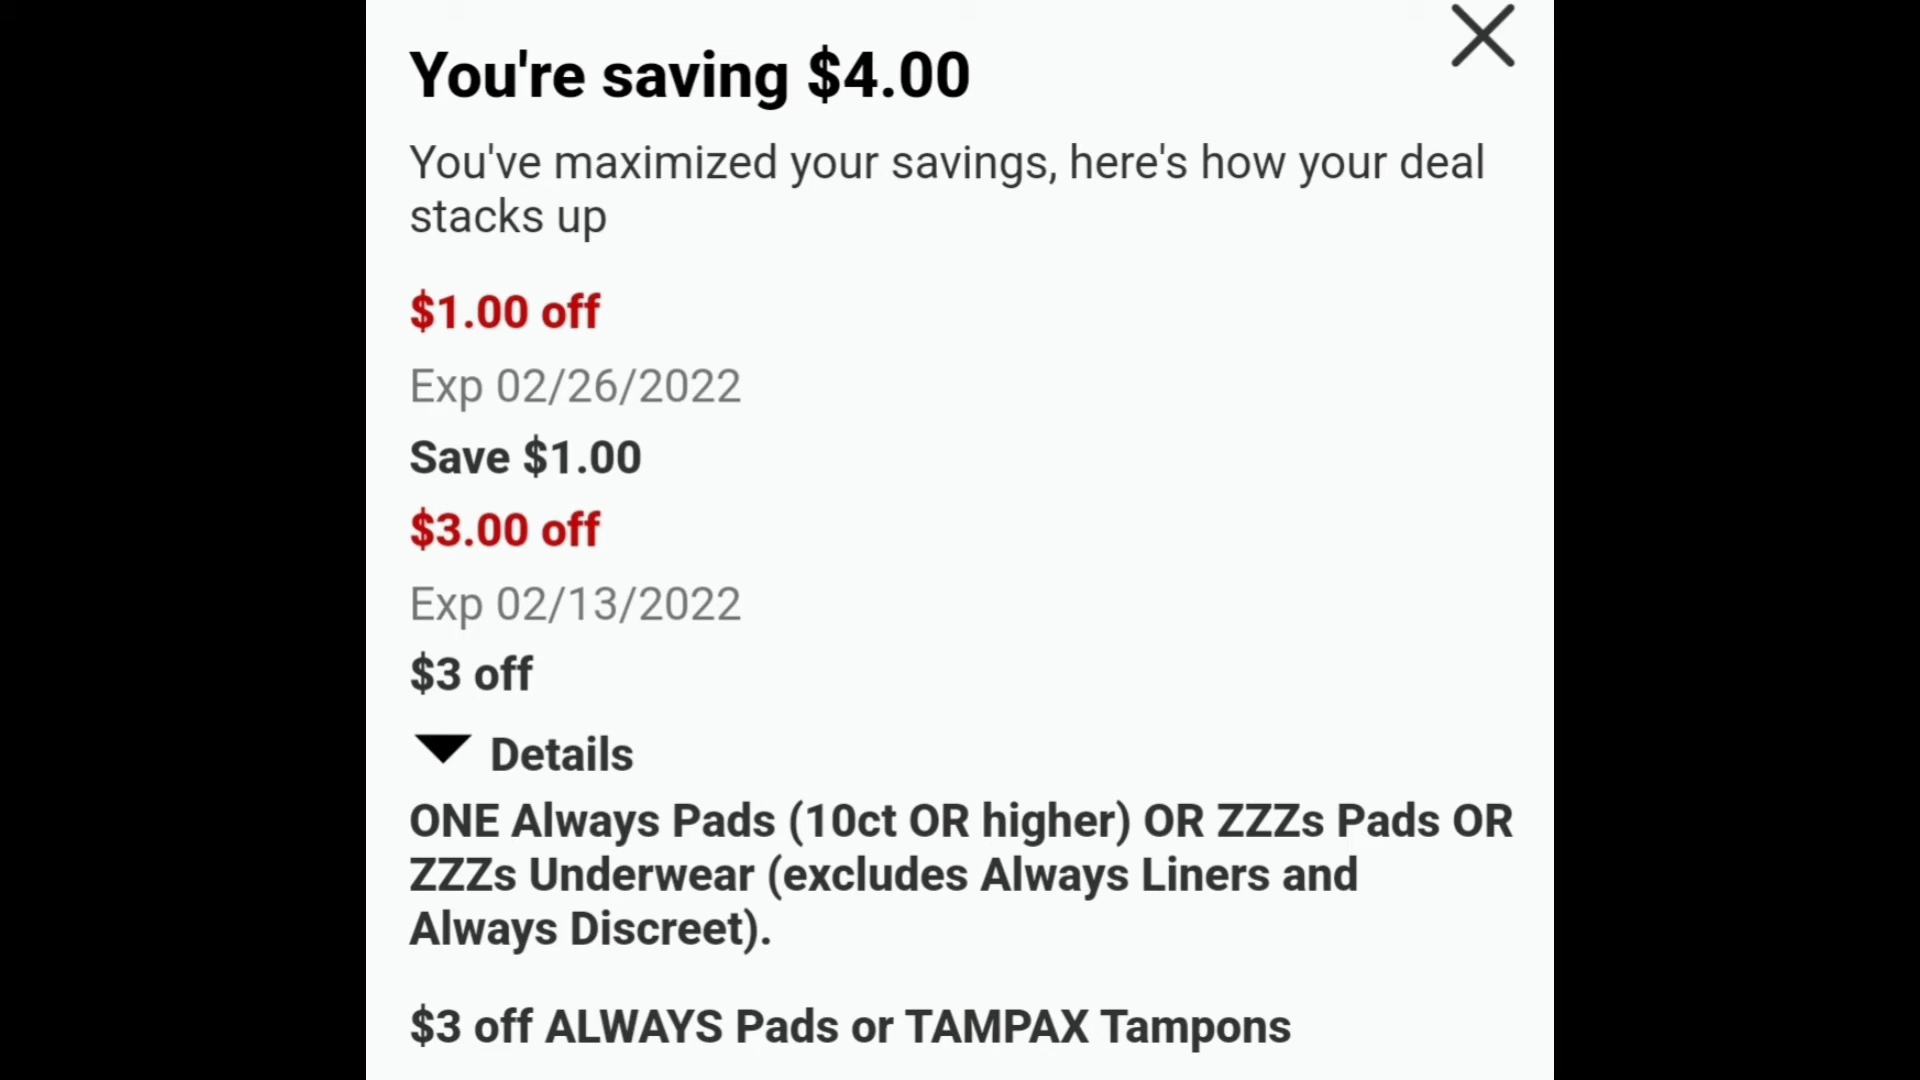 You're saving $4.00
You've maximized your savings, here's how your deal
stacks up
$1.00 off
Exp 02/26/2022
Save $1.00
$3.00 off
Exp 02/13/2022
$3 off
Details
ONE Always Pads (10ct OR higher) OR ZZZs Pads OR
ZZZs Underwear (excludes Always Liners and
Always Discreet).
$3 off ALWAYS Pads or TAMPAX Tampons